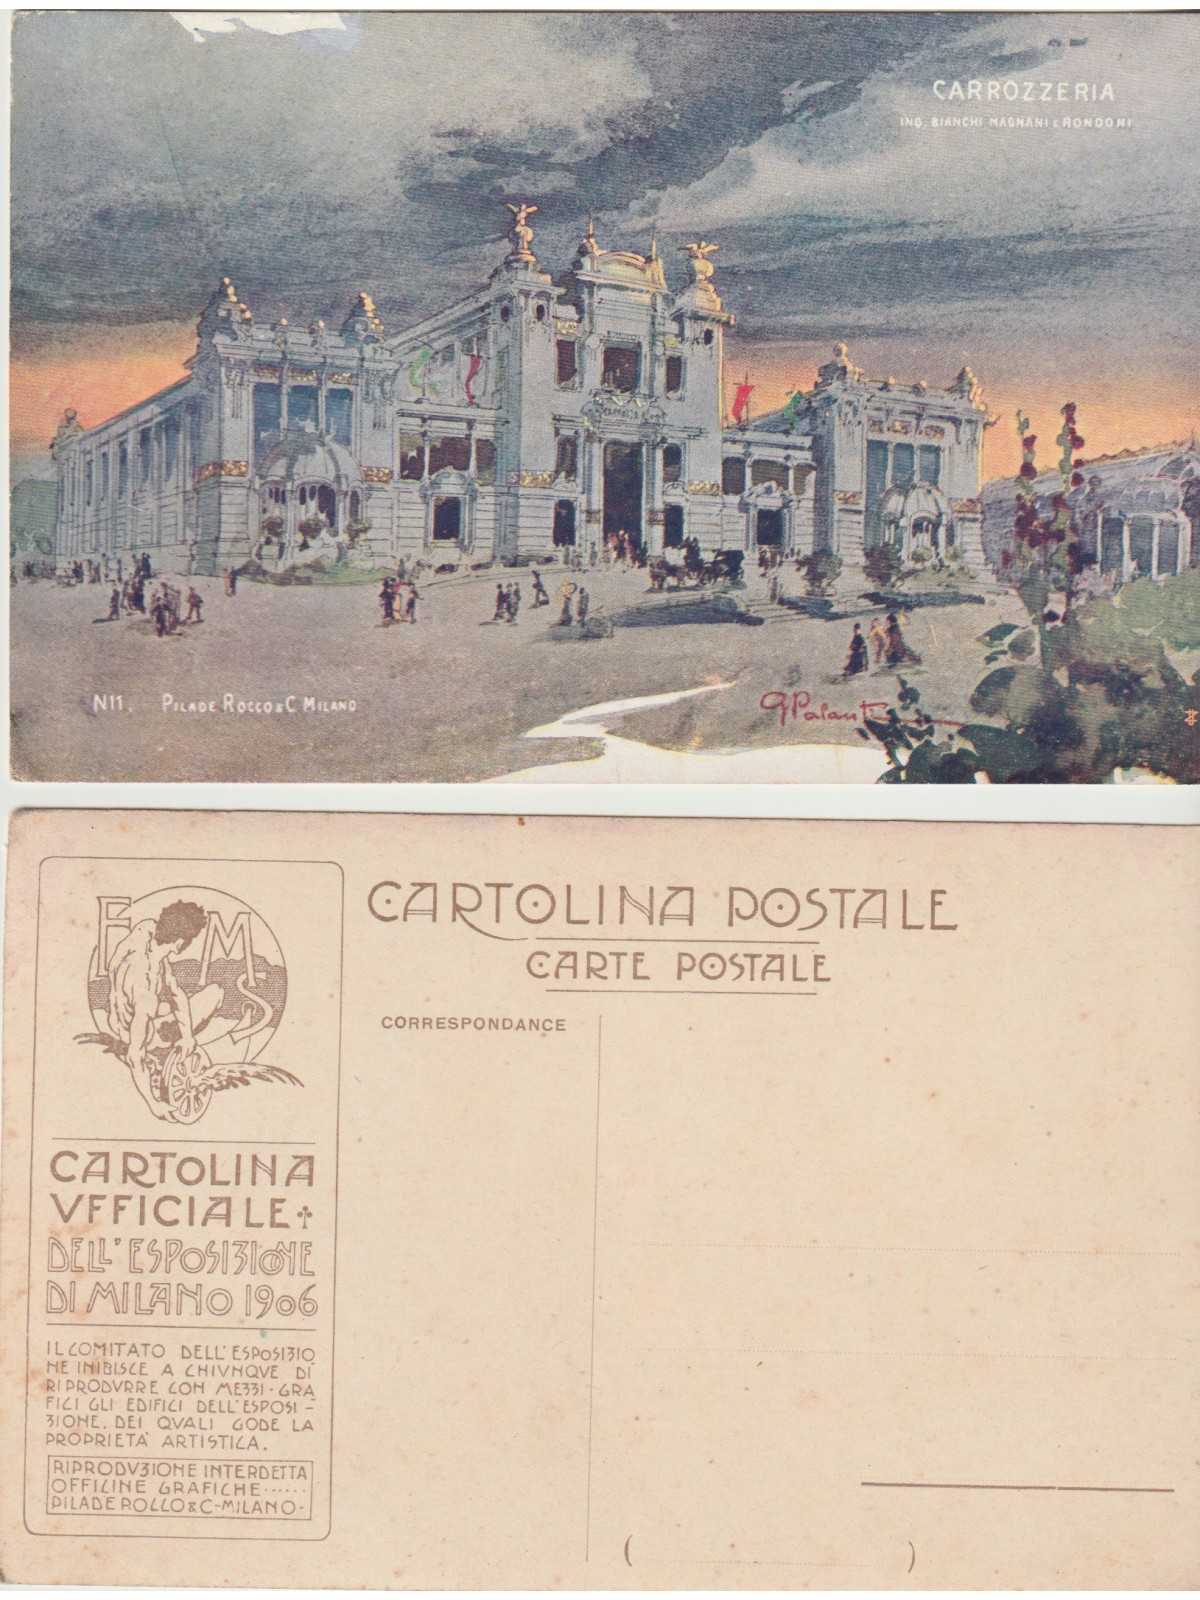 CARROZZERIA
ING. BIANCHI MAGNANI E RONDONI
N11. PILADE ROCCO & C MILANO
G Palanti
CARTOLINA POSTALE
CARTE POSTALE
CORRESPONDANCE
E M S
CARTOLINA
VFFICIALE
DELL'ESPOSIZIONE
DI MILANO 1906
IL COMITATO DELL'ESPOSIZIO
NE INIBISCE A CHIVNQVE DI
RIPRODVRRE CON MEZZI-GRA
FICI GLI EDIFICI DELL'ESPOSI-
ZIONE. DEI QVALI GODE LA
PROPRIETA' ARTISTICA.
RIPRODVZIONE INTERDETTA
OFFICINE GRAFICHE......
PILADE ROCCO & C-MILANO-
( )